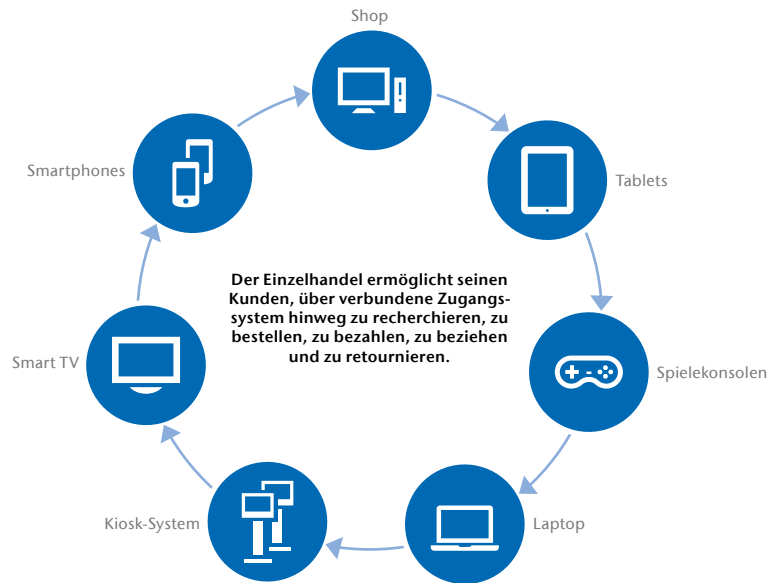 Shop
Smartphones
Tablets
Der Einzelhandel ermöglicht seinen
Kunden, über verbundene Zugangs-
system hinweg zu recherchieren, zu
bestellen, zu bezahlen, zu beziehen
und zu retournieren.
Smart TV
Spielekonsolen
Kiosk-System
Laptop